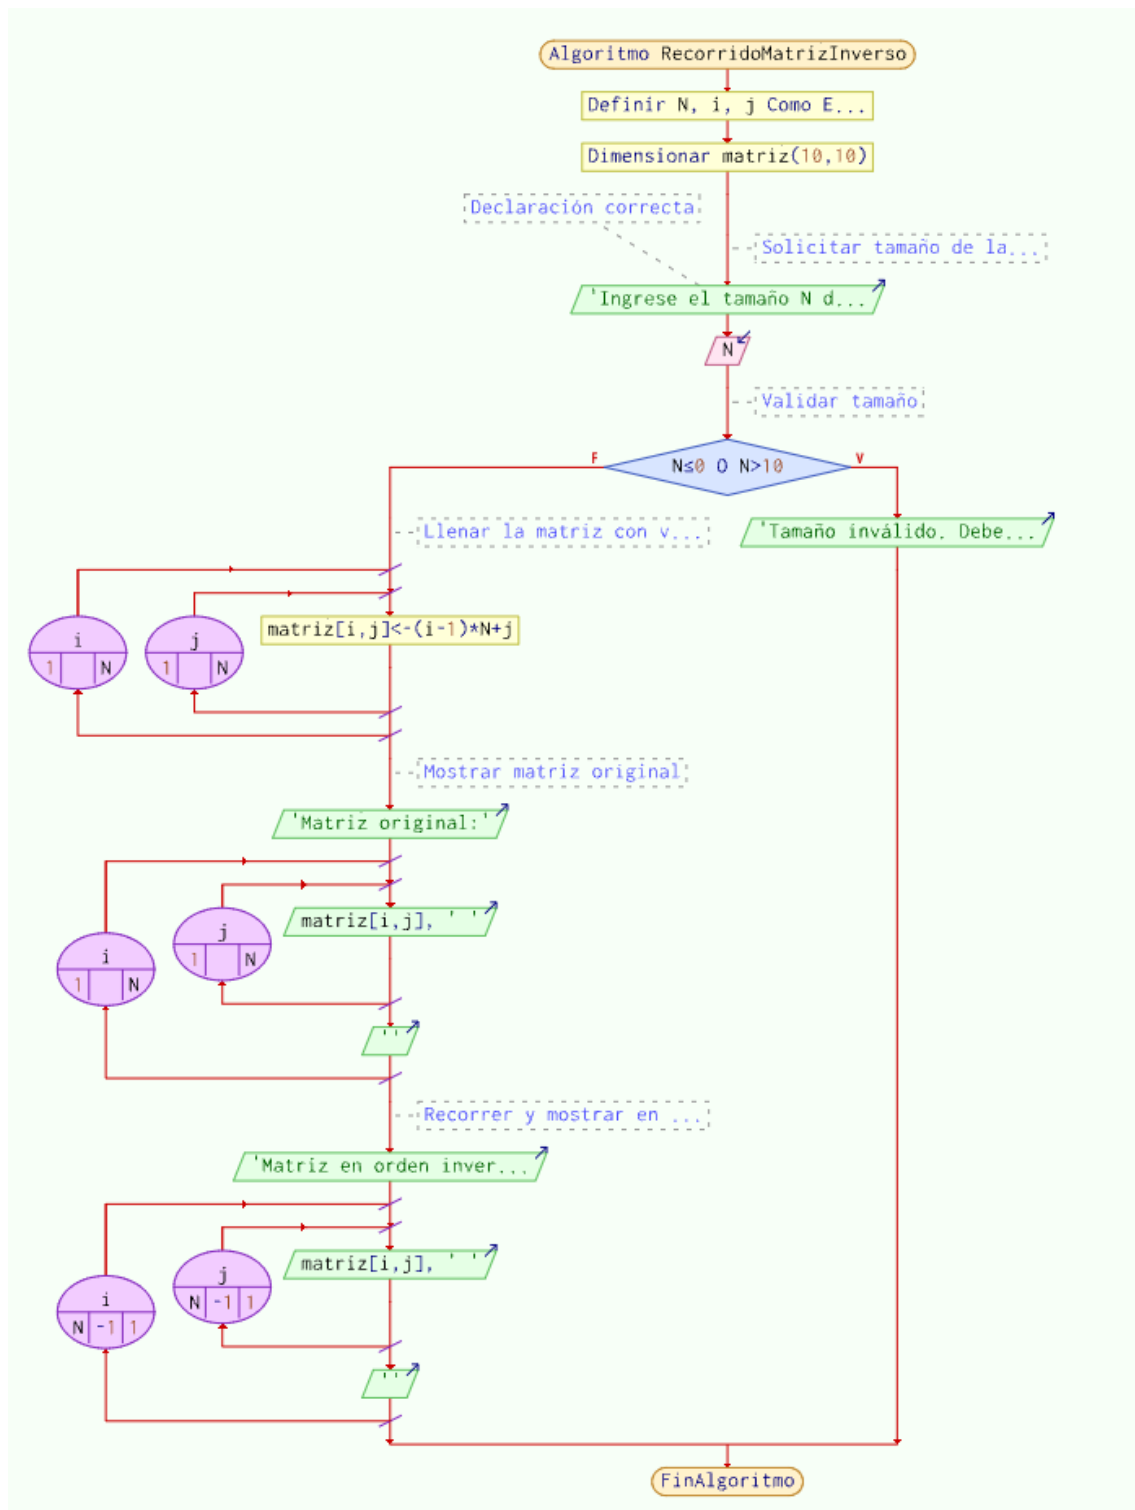 Algoritmo RecorridoMatrizInverso
Definir N, i, j Como E...
Dimensionar matriz(10,10)
Declaración correcta
Solicitar tamaño de la...
'Ingrese el tamaño N d...
N
Validar tamaño
F
N≤0 O N>10
V
Llenar la matriz con v...
'Tamaño inválido. Debe...
matriz[i,j]<-(i-1)*N+j
i
1 N
j
1 N
Mostrar matriz original
'Matriz original:'
matriz[i,j], ' '
j
1 N
i
1 N
''
Recorrer y mostrar en ...
'Matriz en orden inver...
matriz[i,j], ' '
j
N -1 1
i
N -1 1
''
FinAlgoritmo